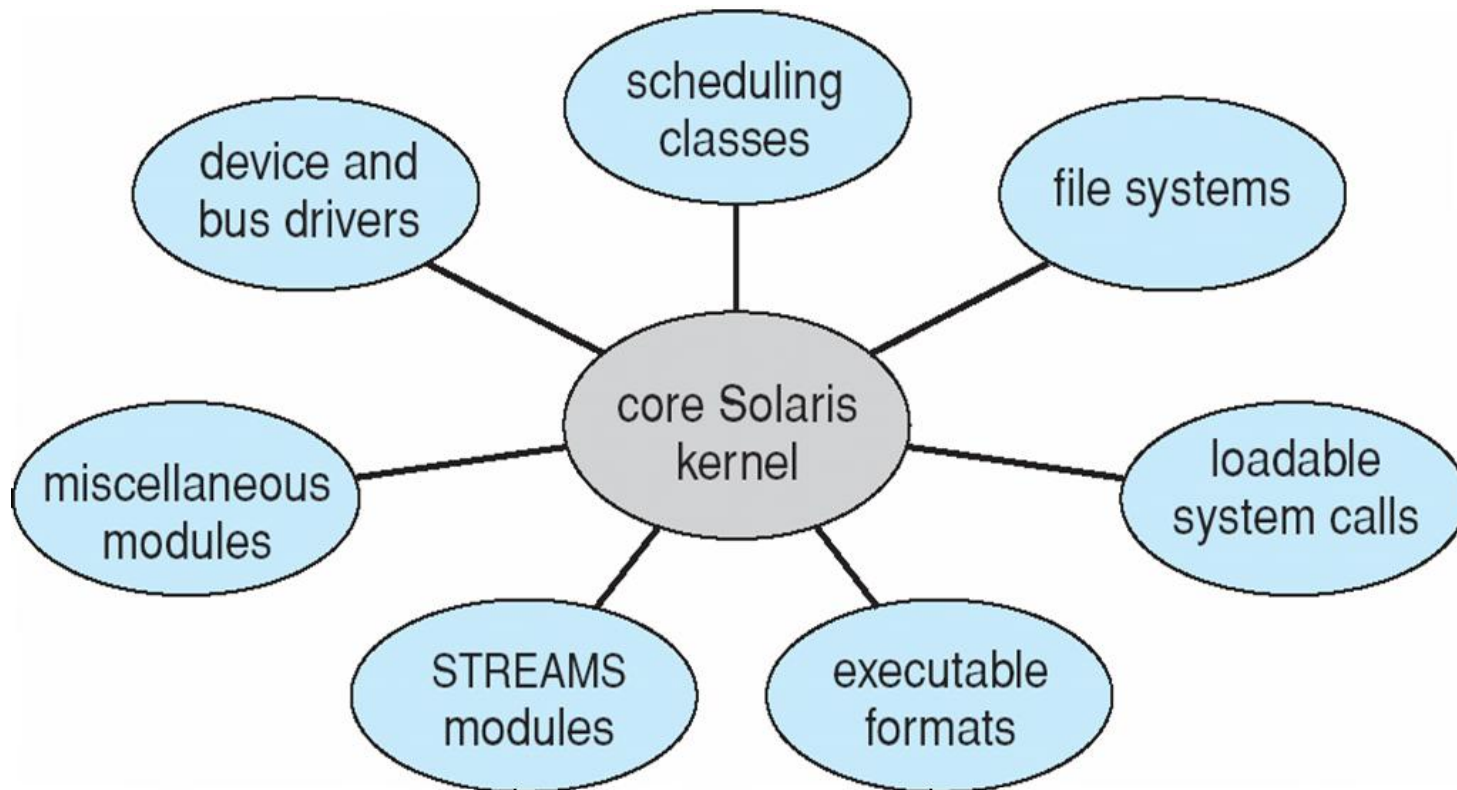 scheduling
classes
device and
bus drivers
file systems
core Solaris
kernel
miscellaneous
modules
loadable
system calls
STREAMS
modules
executable
formats